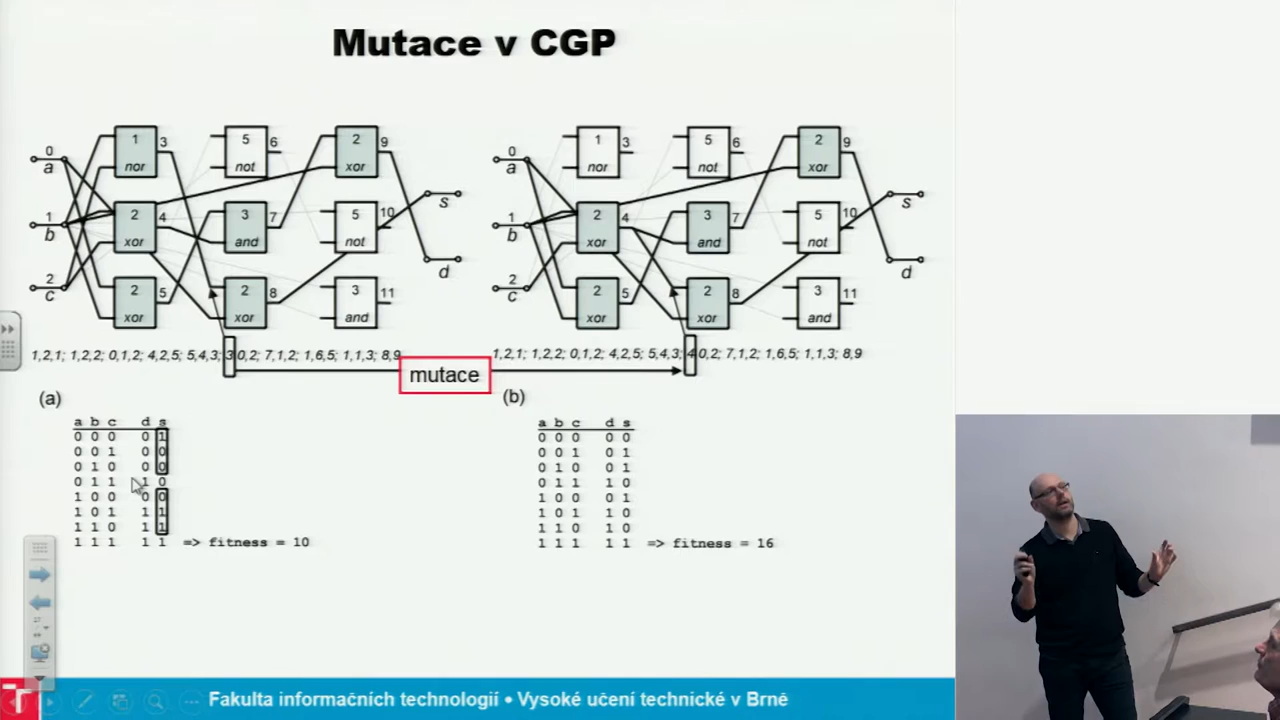 Mutace v CGP
0 a
1 b
2 c
1 nor 3
2 xor 4
2 xor 5
5 not 6
3 and 7
2 xor 8
2 xor 9
5 not 10
3 and 11
s
d
0 a
1 b
2 c
1 nor 3
2 xor 4
2 xor 5
5 not 6
3 and 7
2 xor 8
2 xor 9
5 not 10
3 and 11
s
d
1,2,1; 1,2,2; 0,1,2; 4,2,5; 5,4,3; 3 0,2; 7,1,2; 1,6,5; 1,1,3; 8,9
1,2,1; 1,2,2; 0,1,2; 4,2,5; 5,4,3; 4 0,2; 7,1,2; 1,6,5; 1,1,3; 8,9
mutace
(a)
a b c d s
0 0 0 0 1
0 0 1 0 0
0 1 0 0 0
0 1 1 1 0
1 0 0 0 0
1 0 1 1 1
1 1 0 1 1
1 1 1 1 1 => fitness = 10
(b)
a b c d s
0 0 0 0 0
0 0 1 0 1
0 1 0 0 1
0 1 1 1 0
1 0 0 0 1
1 0 1 1 0
1 1 0 1 0
1 1 1 1 1 => fitness = 16
T Fakulta informačních technologií • Vysoké učení technické v Brně